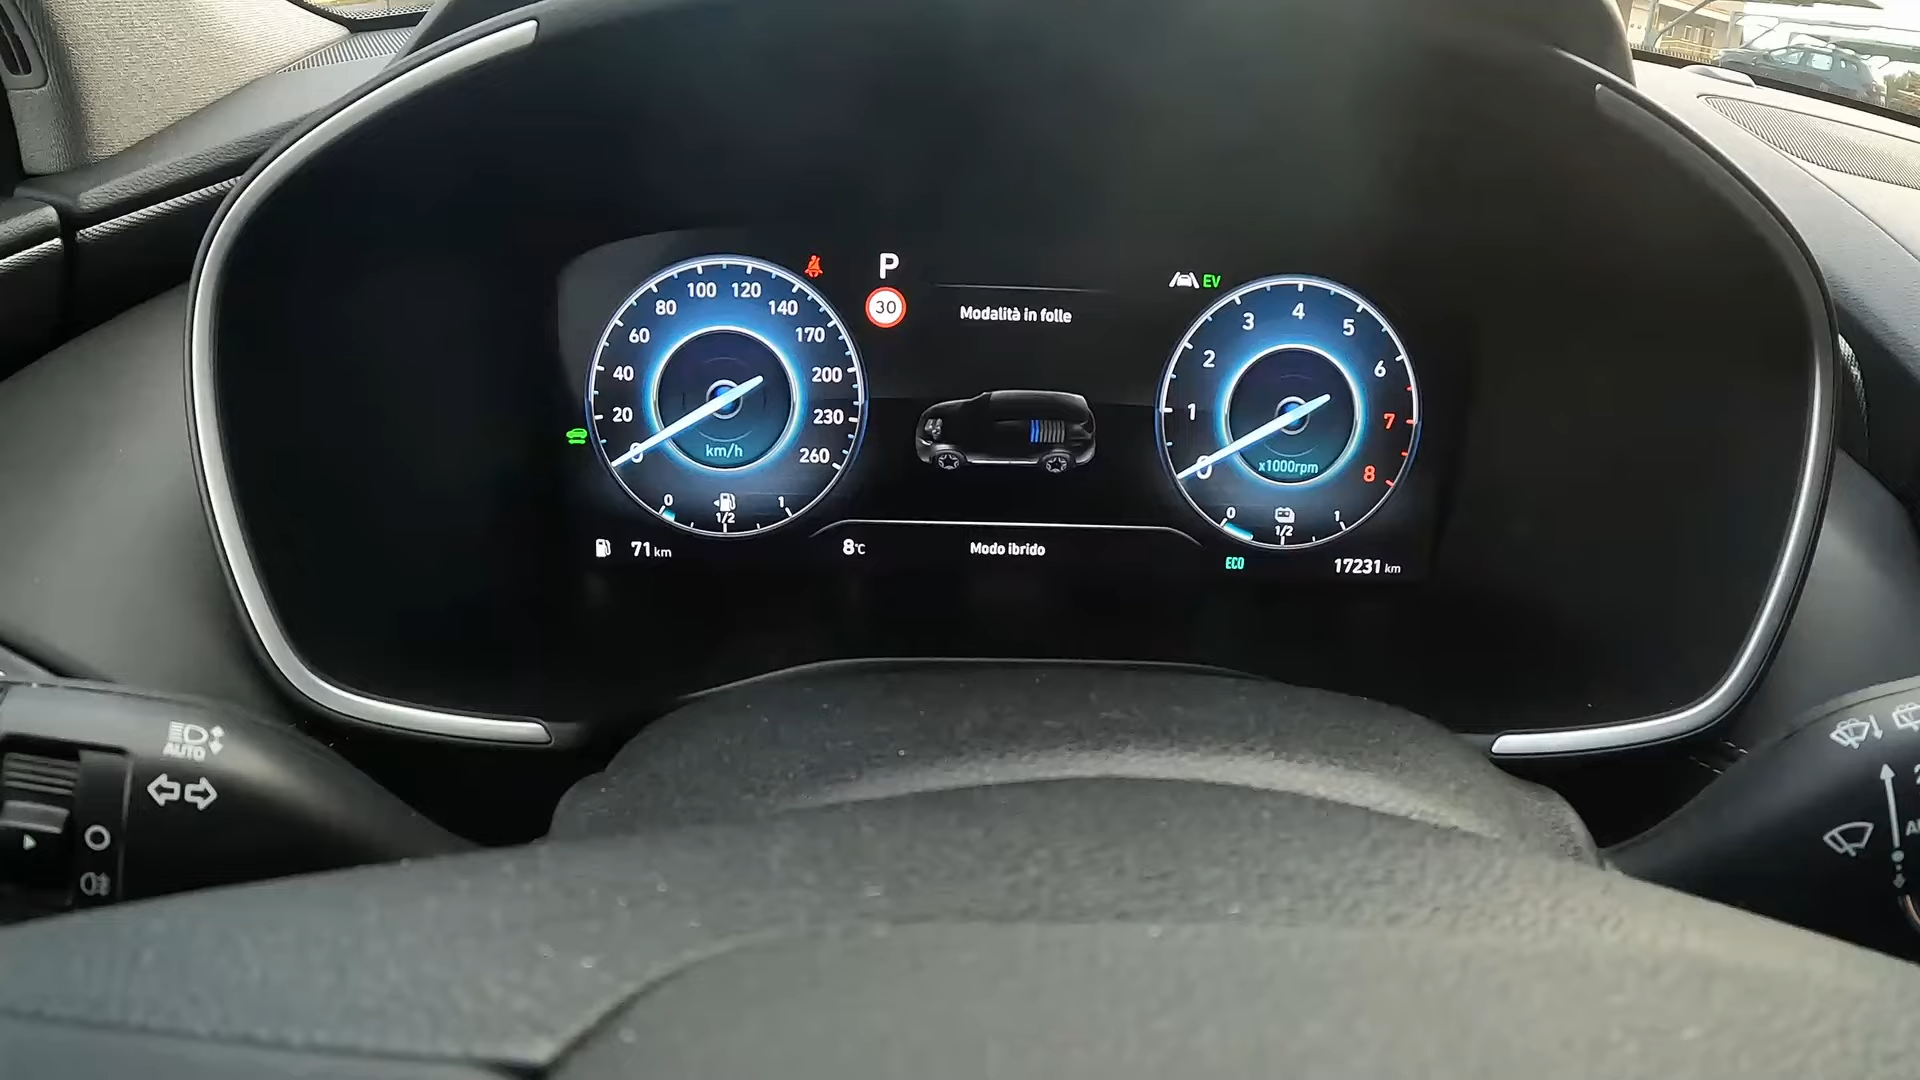 P
30
Modalità in folle
EV
0
20
40
60
80
100
120
140
170
200
230
260
km/h
0
1/2
1
0
1
2
3
4
5
6
7
8
x1000rpm
0
1/2
1
71 km
8°C
Modo ibrido
ECO
17231 km
AUTO